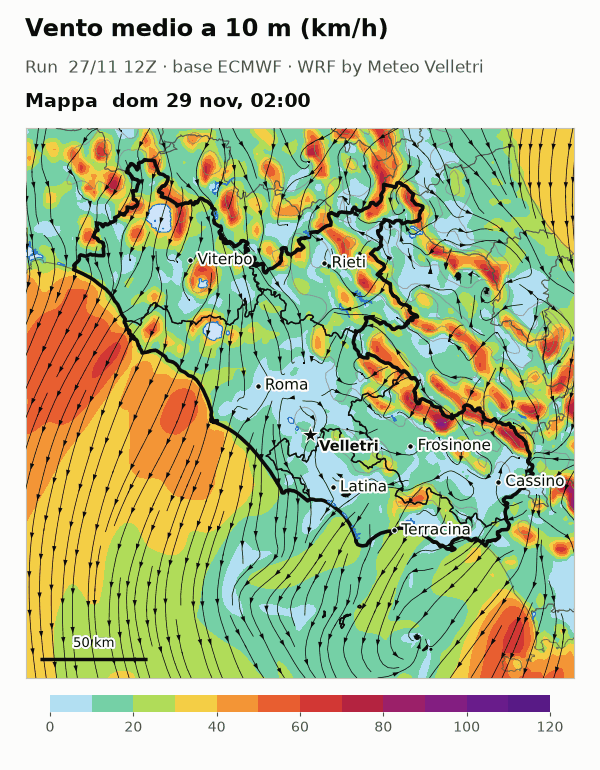 Vento medio a 10 m (km/h)
Run  27/11 12Z · base ECMWF · WRF by Meteo Velletri
Mappa  dom 29 nov, 02:00
Viterbo
Rieti
Roma
Velletri
Frosinone
Latina
Cassino
Terracina
50 km
0 20 40 60 80 100 120